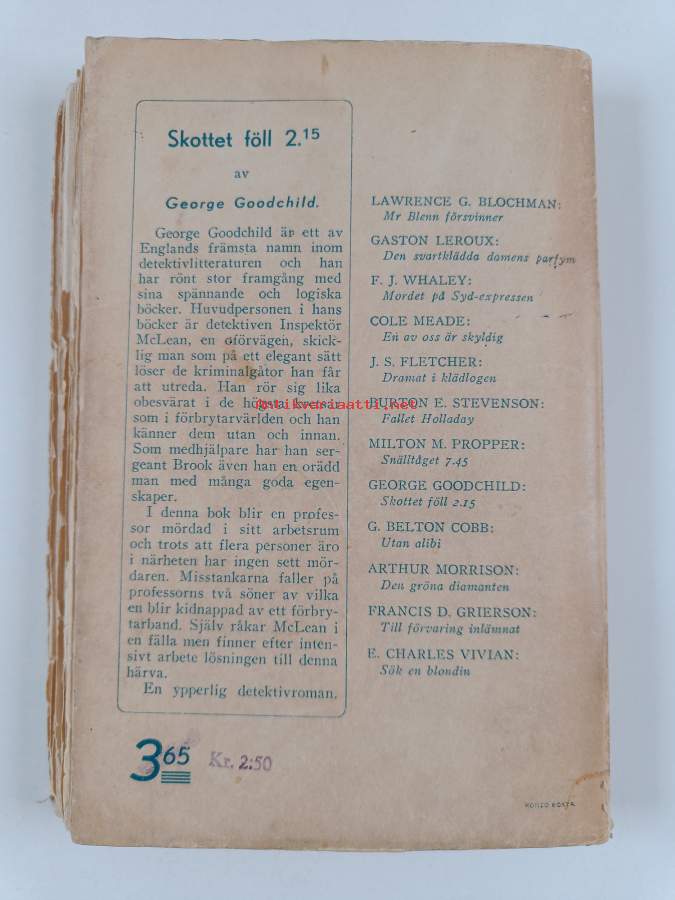 Skottet föll 2.15
av
George Goodchild.
George Goodchild är ett av
Englands främsta namn inom
detektivlitteraturen och han
har rönt stor framgång med
sina spännande och logiska
böcker. Huvudpersonen i hans
böcker är detektiven Inspektör
McLean, en oförvägen, skick-
lig man som på ett elegant sätt
löser de kriminalgåtor han får
att utreda. Han rör sig lika
obesvärat i de högsta kretsar
som i förbrytarvärlden och han
känner dem utan och innan.
Som medhjälpare har han ser-
geant Brook även han en orädd
man med många goda egen-
skaper.
I denna bok blir en profes-
sor mördad i sitt arbetsrum
och trots att flera personer äro
i närheten har ingen sett mör-
daren. Misstankarna faller på
professorns två söner av vilka
en blir kidnappad av ett förbry-
tarband. Själv råkar McLean i
en fälla men finner efter inten-
sivt arbete lösningen till denna
härva.
En ypperlig detektivroman.
3 65
Kr. 2:50
LAWRENCE G. BLOCHMAN:
Mr Blenn försvinner
GASTON LEROUX:
Den svartklädda damens parfym
F. J. WHALEY:
Mordet på Syd-expressen
COLE MEADE:
En av oss är skyldig
J. S. FLETCHER:
Dramat i klädlogen
BURTON E. STEVENSON:
Fallet Holladay
MILTON M. PROPPER:
Snälltåget 7.45
GEORGE GOODCHILD:
Skottet föll 2.15
G. BELTON COBB:
Utan alibi
ARTHUR MORRISON:
Den gröna diamanten
FRANCIS D. GRIERSON:
Till förvaring inlämnat
E. CHARLES VIVIAN:
Sök en blondin
antikvariaatti.net